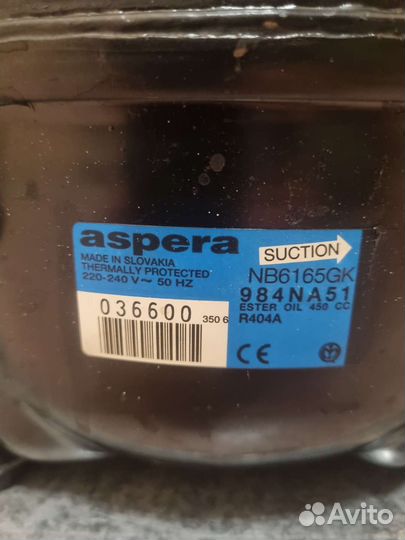 aspera
MADE IN SLOVAKIA
THERMALLY PROTECTED
220-240 V ~ 50 HZ
SUCTION
NB6165GK
984NA51
ESTER OIL 450 CC
R404A
036600
350 6
CE
Avito